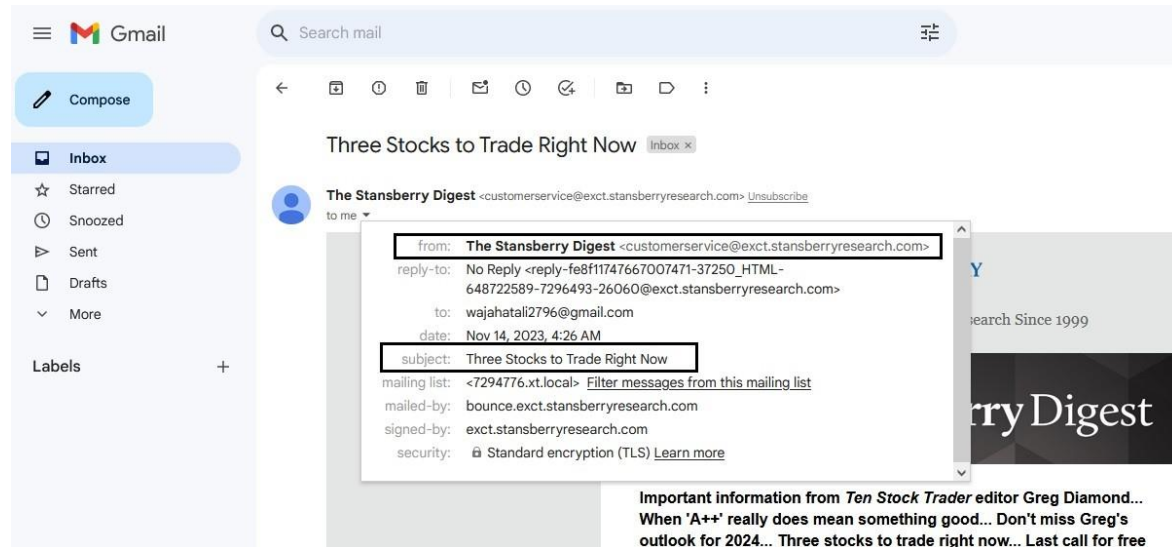 Gmail
Search mail
Compose
Inbox
Starred
Snoozed
Sent
Drafts
More
Labels
Three Stocks to Trade Right Now Inbox ×
The Stansberry Digest <customerservice@exct.stansberryresearch.com> Unsubscribe
to me
from: The Stansberry Digest <customerservice@exct.stansberryresearch.com>
reply-to: No Reply <reply-fe8f11747667007471-37250_HTML-
648722589-7296493-26060@exct.stansberryresearch.com>
to: wajahatali2796@gmail.com
date: Nov 14, 2023, 4:26 AM
subject: Three Stocks to Trade Right Now
mailing list: <7294776.xt.local> Filter messages from this mailing list
mailed-by: bounce.exct.stansberryresearch.com
signed-by: exct.stansberryresearch.com
security: Standard encryption (TLS) Learn more
Y
search Since 1999
rry Digest
Important information from Ten Stock Trader editor Greg Diamond...
When 'A++' really does mean something good... Don't miss Greg's
outlook for 2024... Three stocks to trade right now... Last call for free